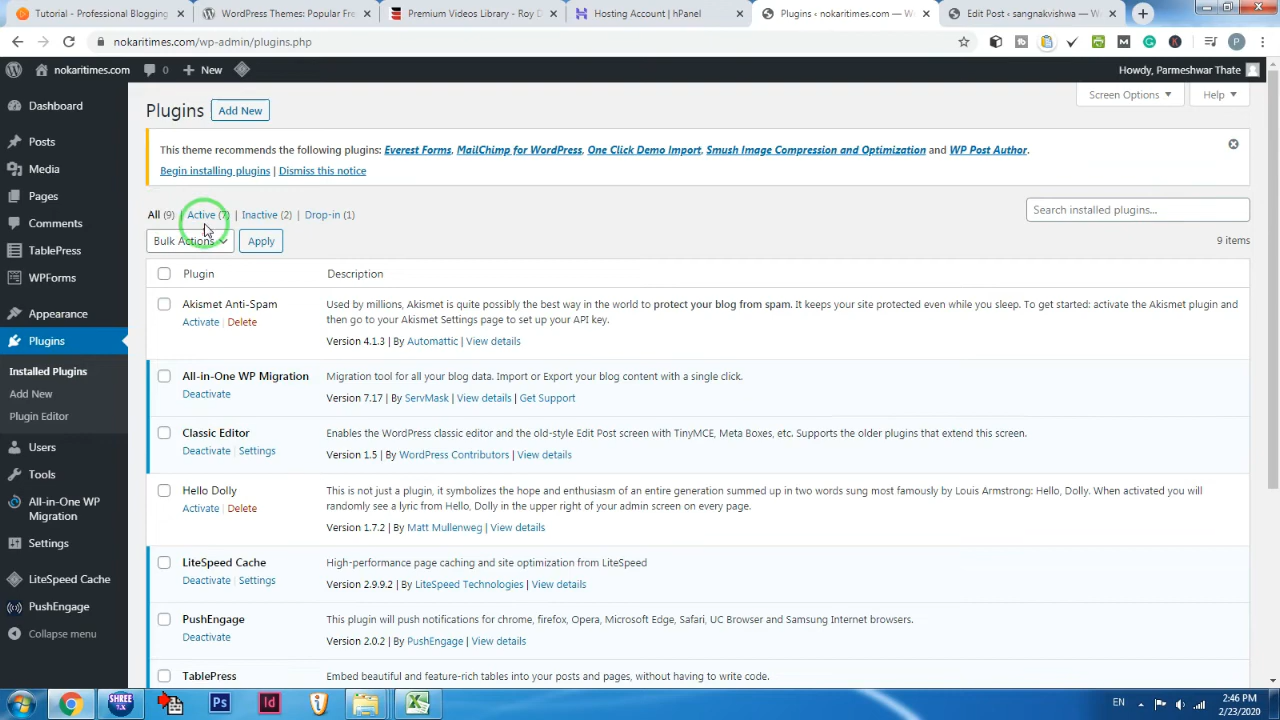 Tutorial - Professional Blogging
WordPress Themes: Popular Fr
Premium Videos Library - Roy D
Hosting Account | hPanel
Plugins ‹ nokaritimes.com — W
Edit Post ‹ sangnakvishwa — W
nokaritimes.com/wp-admin/plugins.php
nokaritimes.com 0 New
Howdy, Parmeshwar Thate
Dashboard
Posts
Media
Pages
Comments
TablePress
WPForms
Appearance
Plugins
Installed Plugins
Add New
Plugin Editor
Users
Tools
All-in-One WP
Migration
Settings
LiteSpeed Cache
PushEngage
Collapse menu
Screen Options Help
Plugins Add New
This theme recommends the following plugins: Everest Forms, MailChimp for WordPress, One Click Demo Import, Smush Image Compression and Optimization and WP Post Author.
Begin installing plugins | Dismiss this notice
All (9) | Active (7) | Inactive (2) | Drop-in (1)
Search installed plugins...
Bulk Actions Apply
9 items
Plugin Description
Akismet Anti-Spam
Activate | Delete
Used by millions, Akismet is quite possibly the best way in the world to protect your blog from spam. It keeps your site protected even while you sleep. To get started: activate the Akismet plugin and
then go to your Akismet Settings page to set up your API key.
Version 4.1.3 | By Automattic | View details
All-in-One WP Migration
Deactivate
Migration tool for all your blog data. Import or Export your blog content with a single click.
Version 7.17 | By ServMask | View details | Get Support
Classic Editor
Deactivate | Settings
Enables the WordPress classic editor and the old-style Edit Post screen with TinyMCE, Meta Boxes, etc. Supports the older plugins that extend this screen.
Version 1.5 | By WordPress Contributors | View details
Hello Dolly
Activate | Delete
This is not just a plugin, it symbolizes the hope and enthusiasm of an entire generation summed up in two words sung most famously by Louis Armstrong: Hello, Dolly. When activated you will
randomly see a lyric from Hello, Dolly in the upper right of your admin screen on every page.
Version 1.7.2 | By Matt Mullenweg | View details
LiteSpeed Cache
Deactivate | Settings
High-performance page caching and site optimization from LiteSpeed
Version 2.9.9.2 | By LiteSpeed Technologies | View details
PushEngage
Deactivate
This plugin will push notifications for chrome, firefox, Opera, Microsoft Edge, Safari, UC Browser and Samsung Internet browsers.
Version 2.0.2 | By PushEngage | View details
TablePress
Embed beautiful and feature-rich tables into your posts and pages, without having to write code.
SHREE
Ps
Id
EN
2:46 PM
2/23/2020